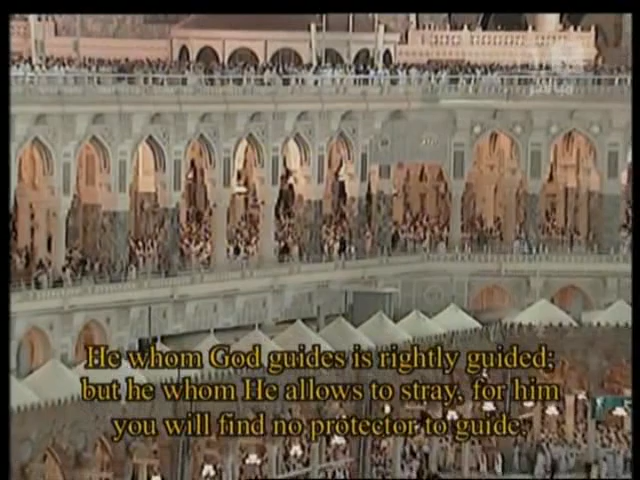 مباشر
He whom God guides is rightly guided;
but he whom He allows to stray, for him
you will find no protector to guide.